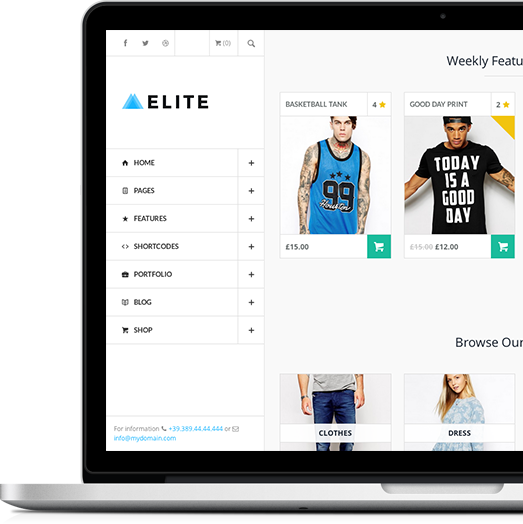 (0)
ELITE
HOME
PAGES
FEATURES
SHORTCODES
PORTFOLIO
BLOG
SHOP
For information +39.389.44.44.444 or
info@mydomain.com
Weekly Featu
BASKETBALL TANK 4
99
Houston
£15.00
GOOD DAY PRINT 2
TODAY
IS A
GOOD
DAY
£15.00 £12.00
Browse Our
CLOTHES
DRESS